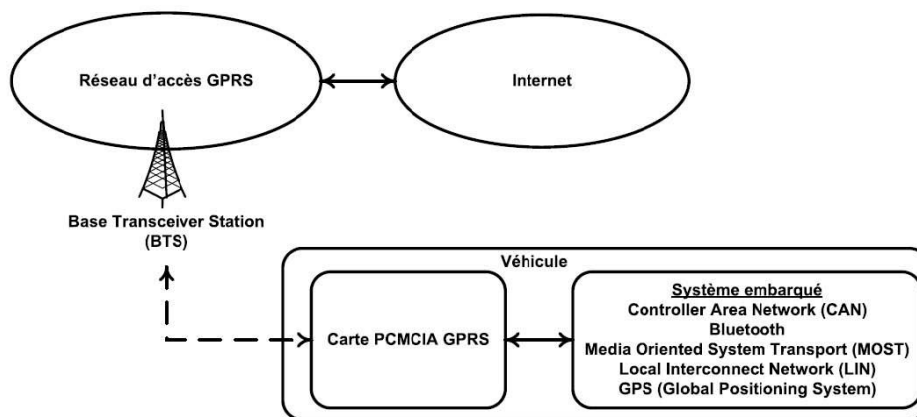 Réseau d'accès GPRS
Internet
Base Transceiver Station
(BTS)
Véhicule
Carte PCMCIA GPRS
Système embarqué
Controller Area Network (CAN)
Bluetooth
Media Oriented System Transport (MOST)
Local Interconnect Network (LIN)
GPS (Global Positioning System)